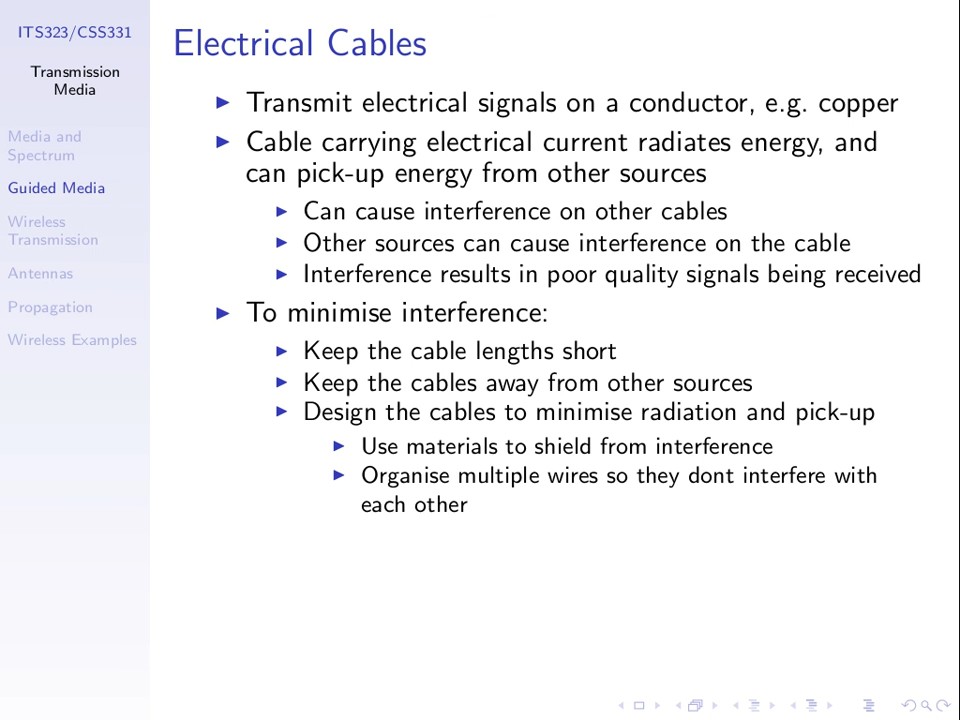 ITS323/CSS331
Transmission
Media
Media and
Spectrum
Guided Media
Wireless
Transmission
Antennas
Propagation
Wireless Examples
Electrical Cables
Transmit electrical signals on a conductor, e.g. copper
Cable carrying electrical current radiates energy, and
can pick-up energy from other sources
Can cause interference on other cables
Other sources can cause interference on the cable
Interference results in poor quality signals being received
To minimise interference:
Keep the cable lengths short
Keep the cables away from other sources
Design the cables to minimise radiation and pick-up
Use materials to shield from interference
Organise multiple wires so they dont interfere with
each other